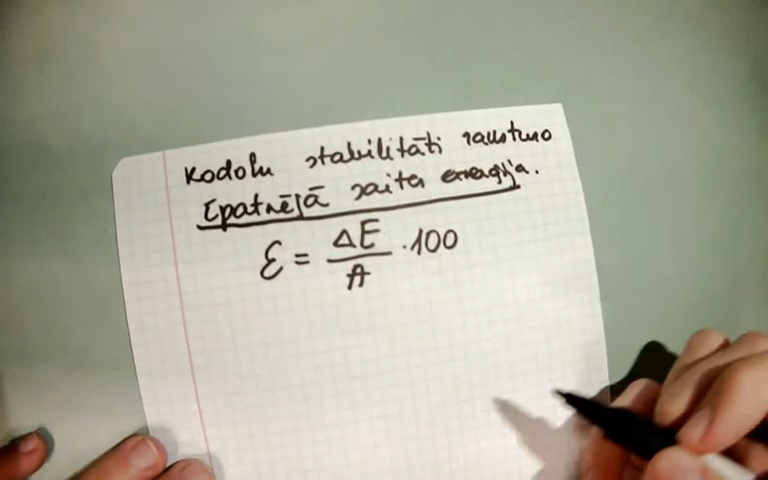 Kodolu stabilitāti raksturo
Īpatnējā saites enerģija.
ε = ΔE / A · 100